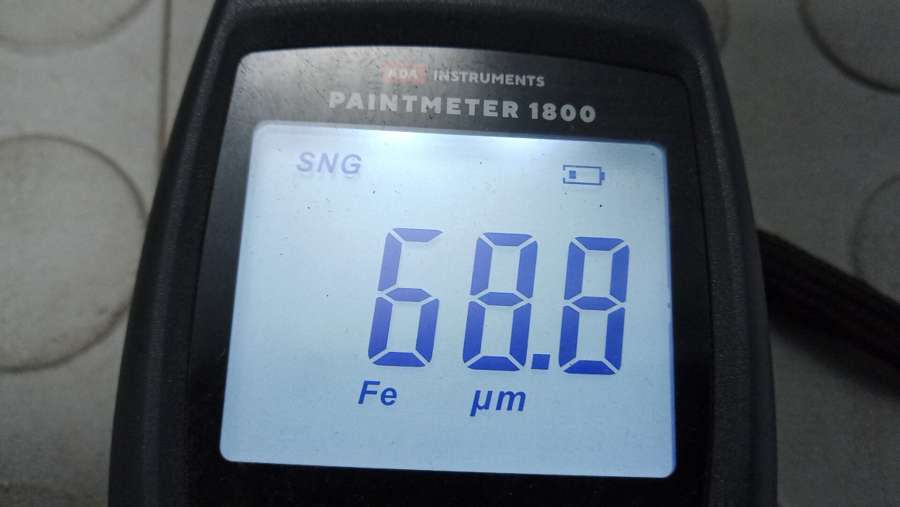 ADA INSTRUMENTS
PAINTMETER 1800
SNG
68.8
Fe µm